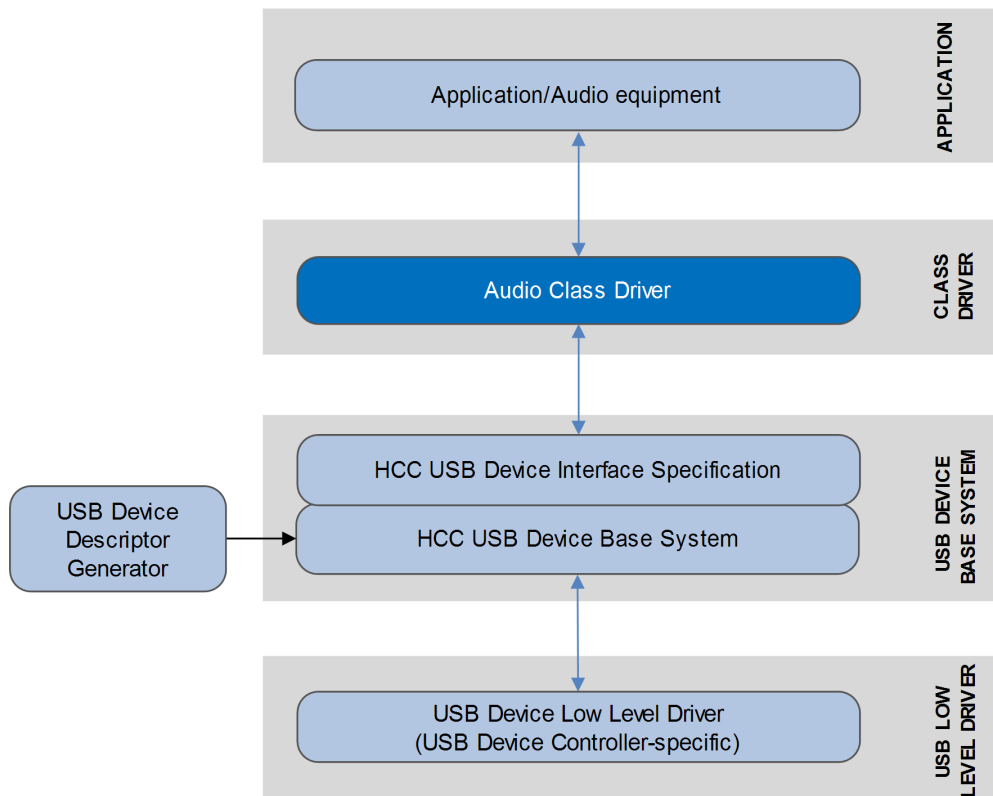 Application/Audio equipment
APPLICATION
Audio Class Driver
CLASS
DRIVER
HCC USB Device Interface Specification
HCC USB Device Base System
USB DEVICE
BASE SYSTEM
USB Device
Descriptor
Generator
USB Device Low Level Driver
(USB Device Controller-specific)
USB LOW
LEVEL DRIVER